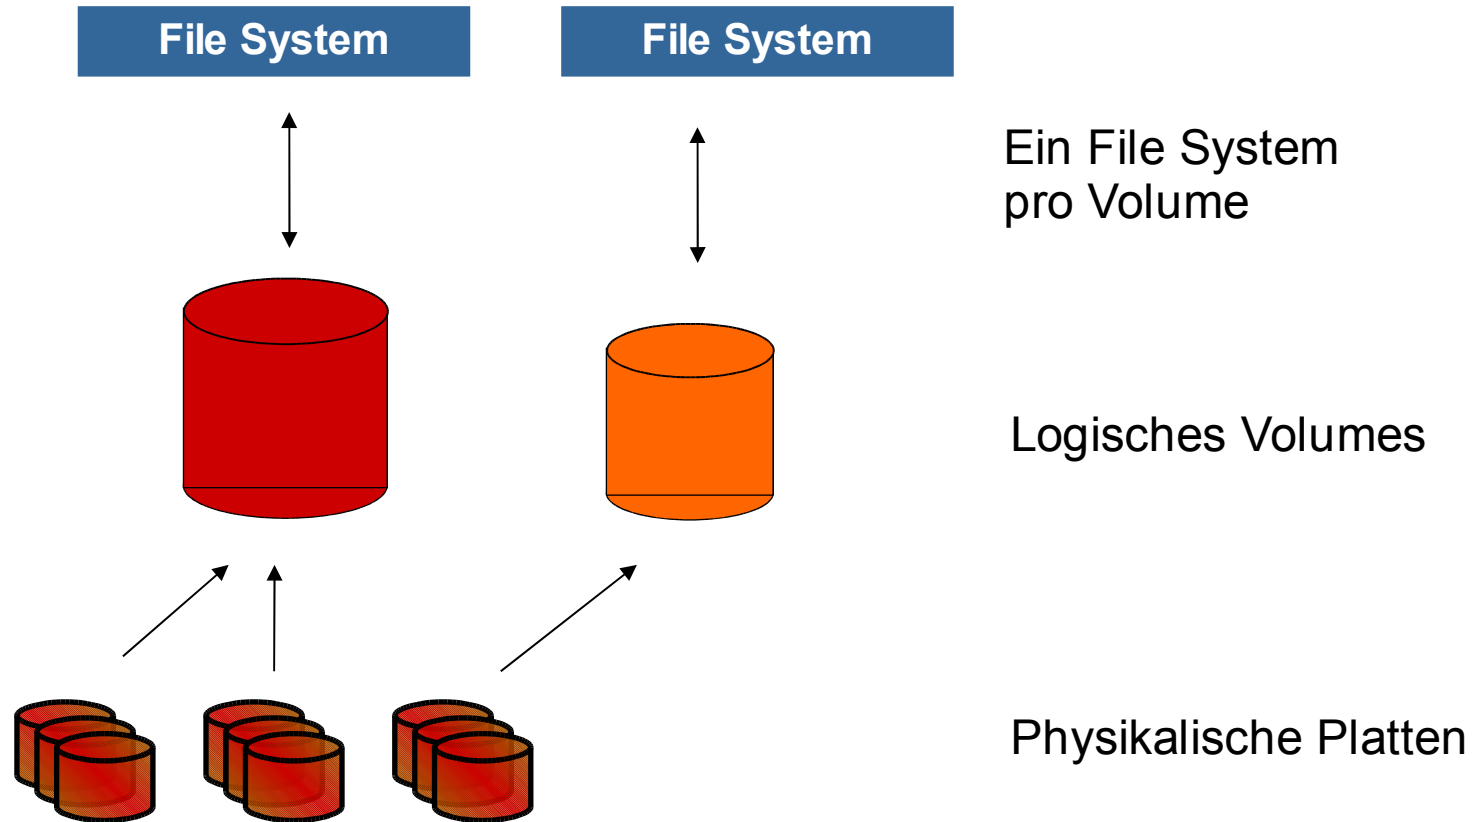 File System
File System
Ein File System
pro Volume
Logisches Volumes
Physikalische Platten